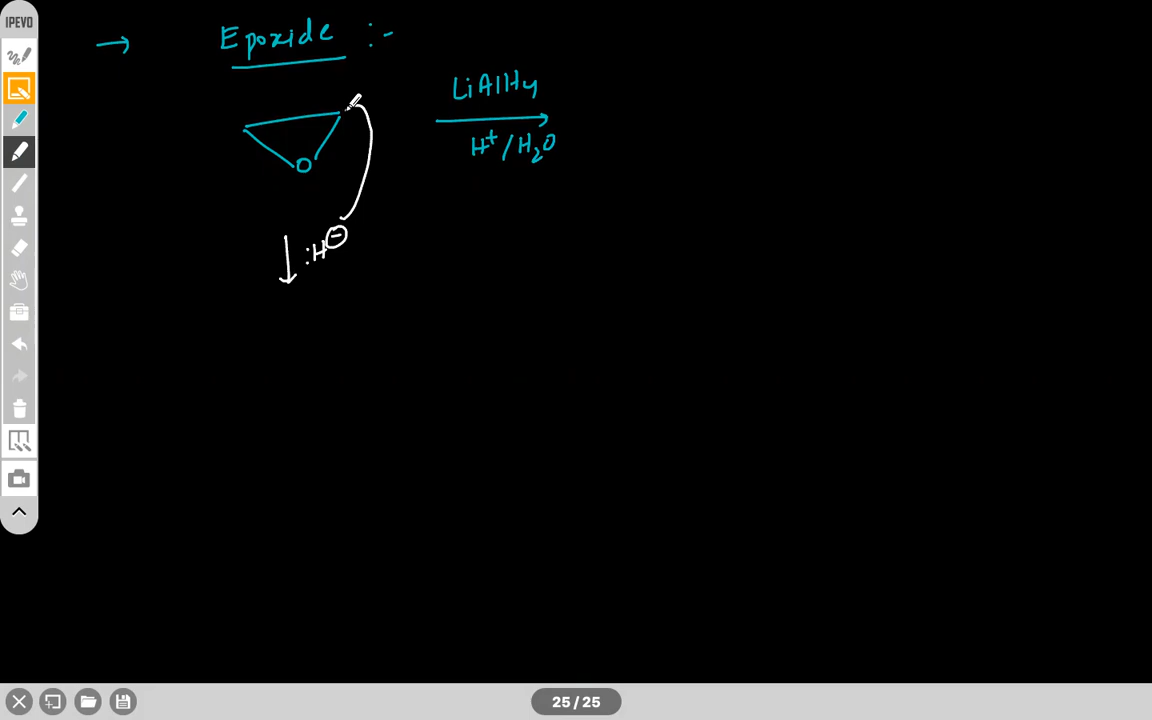 IPEVO
→ Epoxide :-
LiAlH4
H+/H2O
O
:H⊖
25/25